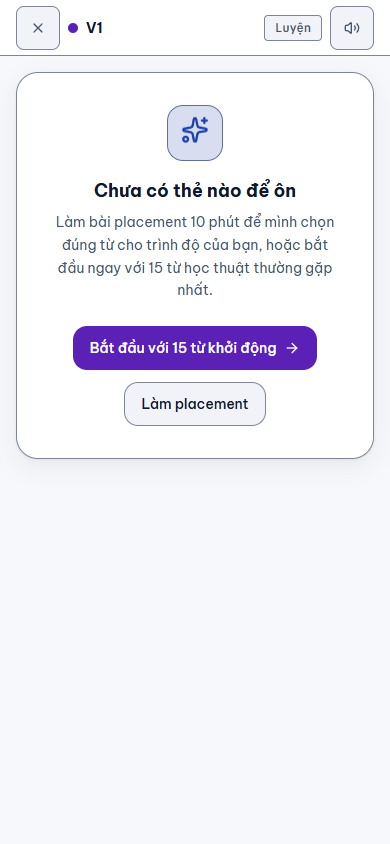 V1
Luyện
Chưa có thẻ nào để ôn
Làm bài placement 10 phút để mình chọn
đúng từ cho trình độ của bạn, hoặc bắt
đầu ngay với 15 từ học thuật thường gặp
nhất.
Bắt đầu với 15 từ khởi động
Làm placement